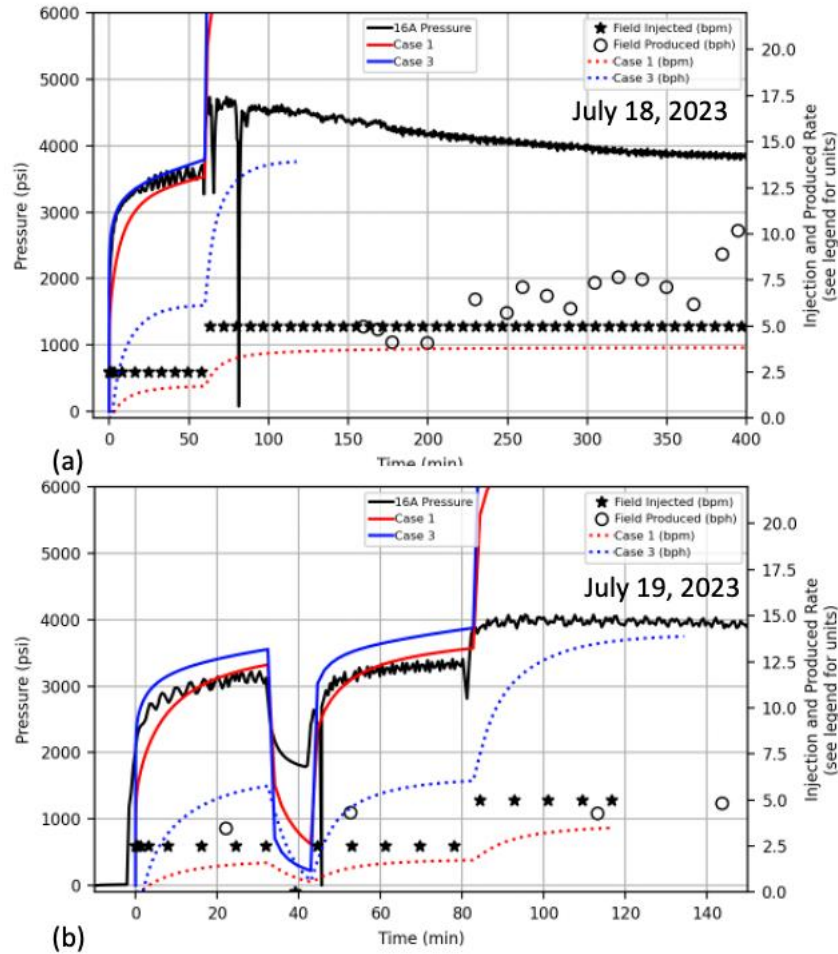 6000
5000
4000
3000
2000
1000
0
Pressure (psi)
16A Pressure
Case 1
Case 3
Field Injected (bpm)
Field Produced (bph)
Case 1 (bpm)
Case 3 (bph)
July 18, 2023
22.5
20.0
17.5
15.0
12.5
10.0
7.5
5.0
2.5
0.0
Injection and Produced Rate
(see legend for units)
0 50 100 150 200 250 300 350 400
Time (min)
(a)
6000
5000
4000
3000
2000
1000
0
Pressure (psi)
16A Pressure
Case 1
Case 3
Field Injected (bpm)
Field Produced (bph)
Case 1 (bpm)
Case 3 (bph)
July 19, 2023
20.0
17.5
15.0
12.5
10.0
7.5
5.0
2.5
0.0
Injection and Produced Rate
(see legend for units)
0 20 40 60 80 100 120 140
Time (min)
(b)